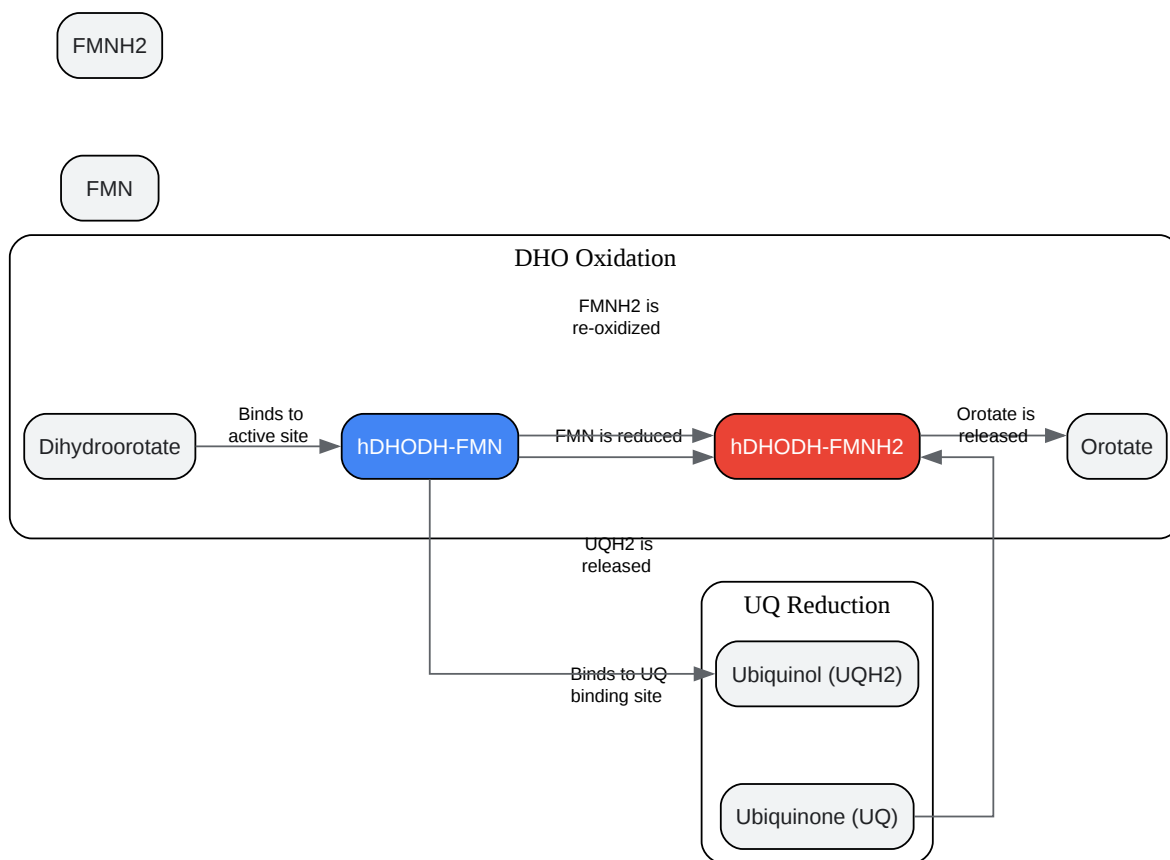 FMNH2
FMN
DHO Oxidation
FMNH2 is
re-oxidized
Dihydroorotate
Binds to
active site
hDHODH-FMN
FMN is reduced
hDHODH-FMNH2
Orotate is
released
Orotate
UQH2 is
released
UQ Reduction
Binds to UQ
binding site
Ubiquinol (UQH2)
Ubiquinone (UQ)